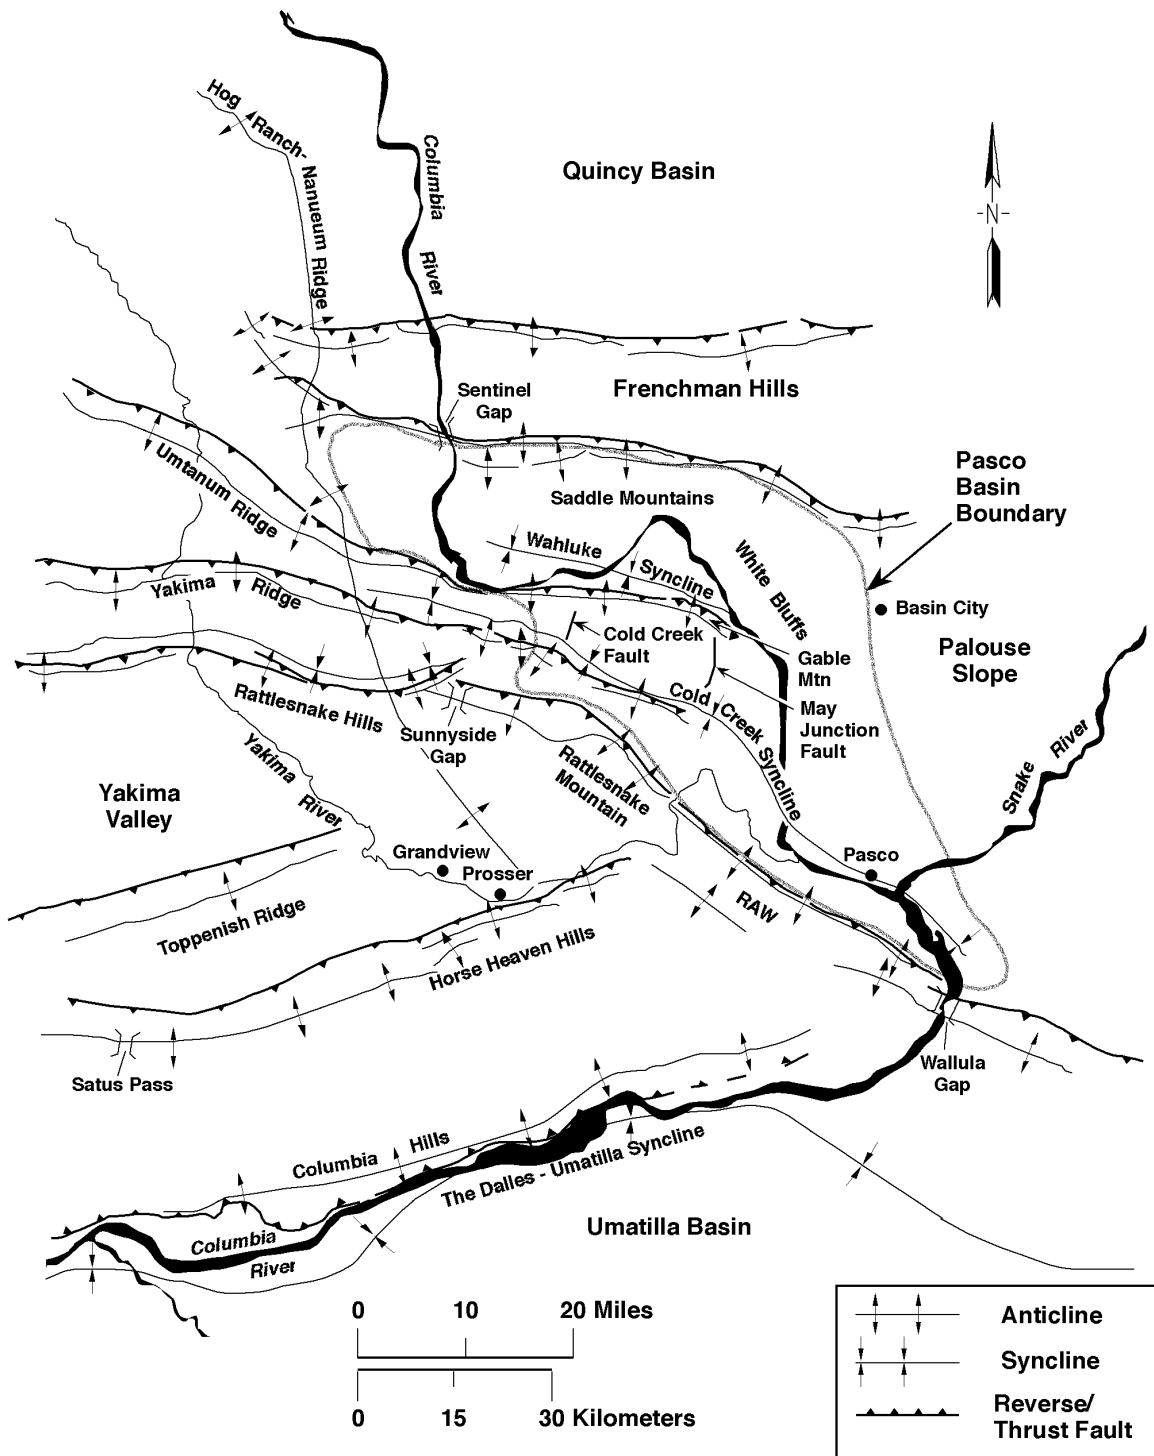 Hog
Ranch-
Nanueum Ridge
Columbia
River
Quincy Basin
-N-
Sentinel
Gap
Frenchman Hills
Umtanum Ridge
Saddle Mountains
Pasco
Basin
Boundary
Wahluke
Syncline
White Bluffs
Yakima
Ridge
Basin City
Cold Creek
Fault
Palouse
Slope
Gable
Mtn
Rattlesnake Hills
Cold Creek Syncline
May
Junction
Fault
Sunnyside
Gap
Yakima
River
Rattlesnake
Mountain
Snake River
Yakima
Valley
Grandview
Prosser
Pasco
Toppenish Ridge
RAW
Horse Heaven Hills
Satus Pass
Wallula
Gap
Columbia Hills
The Dalles - Umatilla Syncline
Columbia
River
Umatilla Basin
0 10 20 Miles
0 15 30 Kilometers
Anticline
Syncline
Reverse/
Thrust Fault